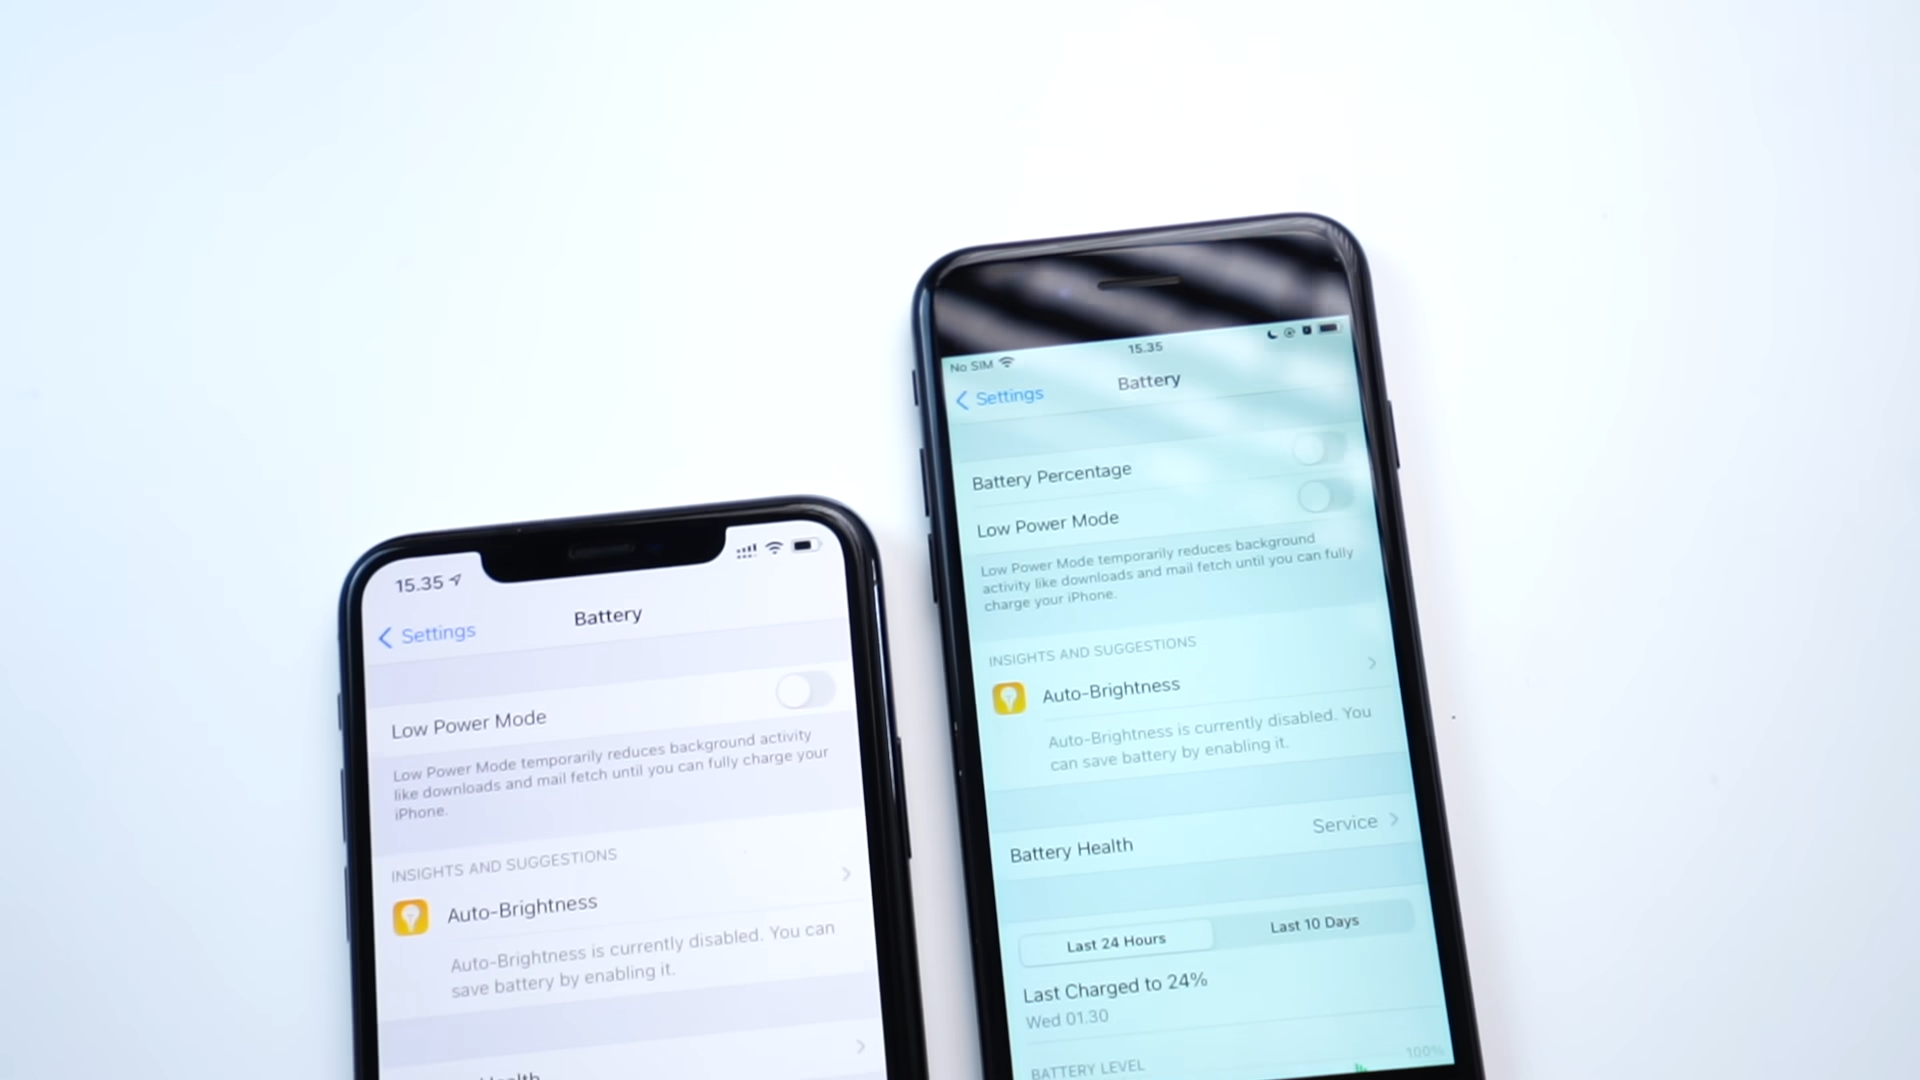 15.35
Settings
Battery
Low Power Mode
Low Power Mode temporarily reduces background activity
like downloads and mail fetch until you can fully charge your
iPhone.
INSIGHTS AND SUGGESTIONS
Auto-Brightness
Auto-Brightness is currently disabled. You can
save battery by enabling it.
No SIM
15.35
Settings
Battery
Battery Percentage
Low Power Mode
Low Power Mode temporarily reduces background
activity like downloads and mail fetch until you can fully
charge your iPhone.
INSIGHTS AND SUGGESTIONS
Auto-Brightness
Auto-Brightness is currently disabled. You
can save battery by enabling it.
Battery Health
Service
Last 24 Hours
Last 10 Days
Last Charged to 24%
Wed 01.30
BATTERY LEVEL
100%